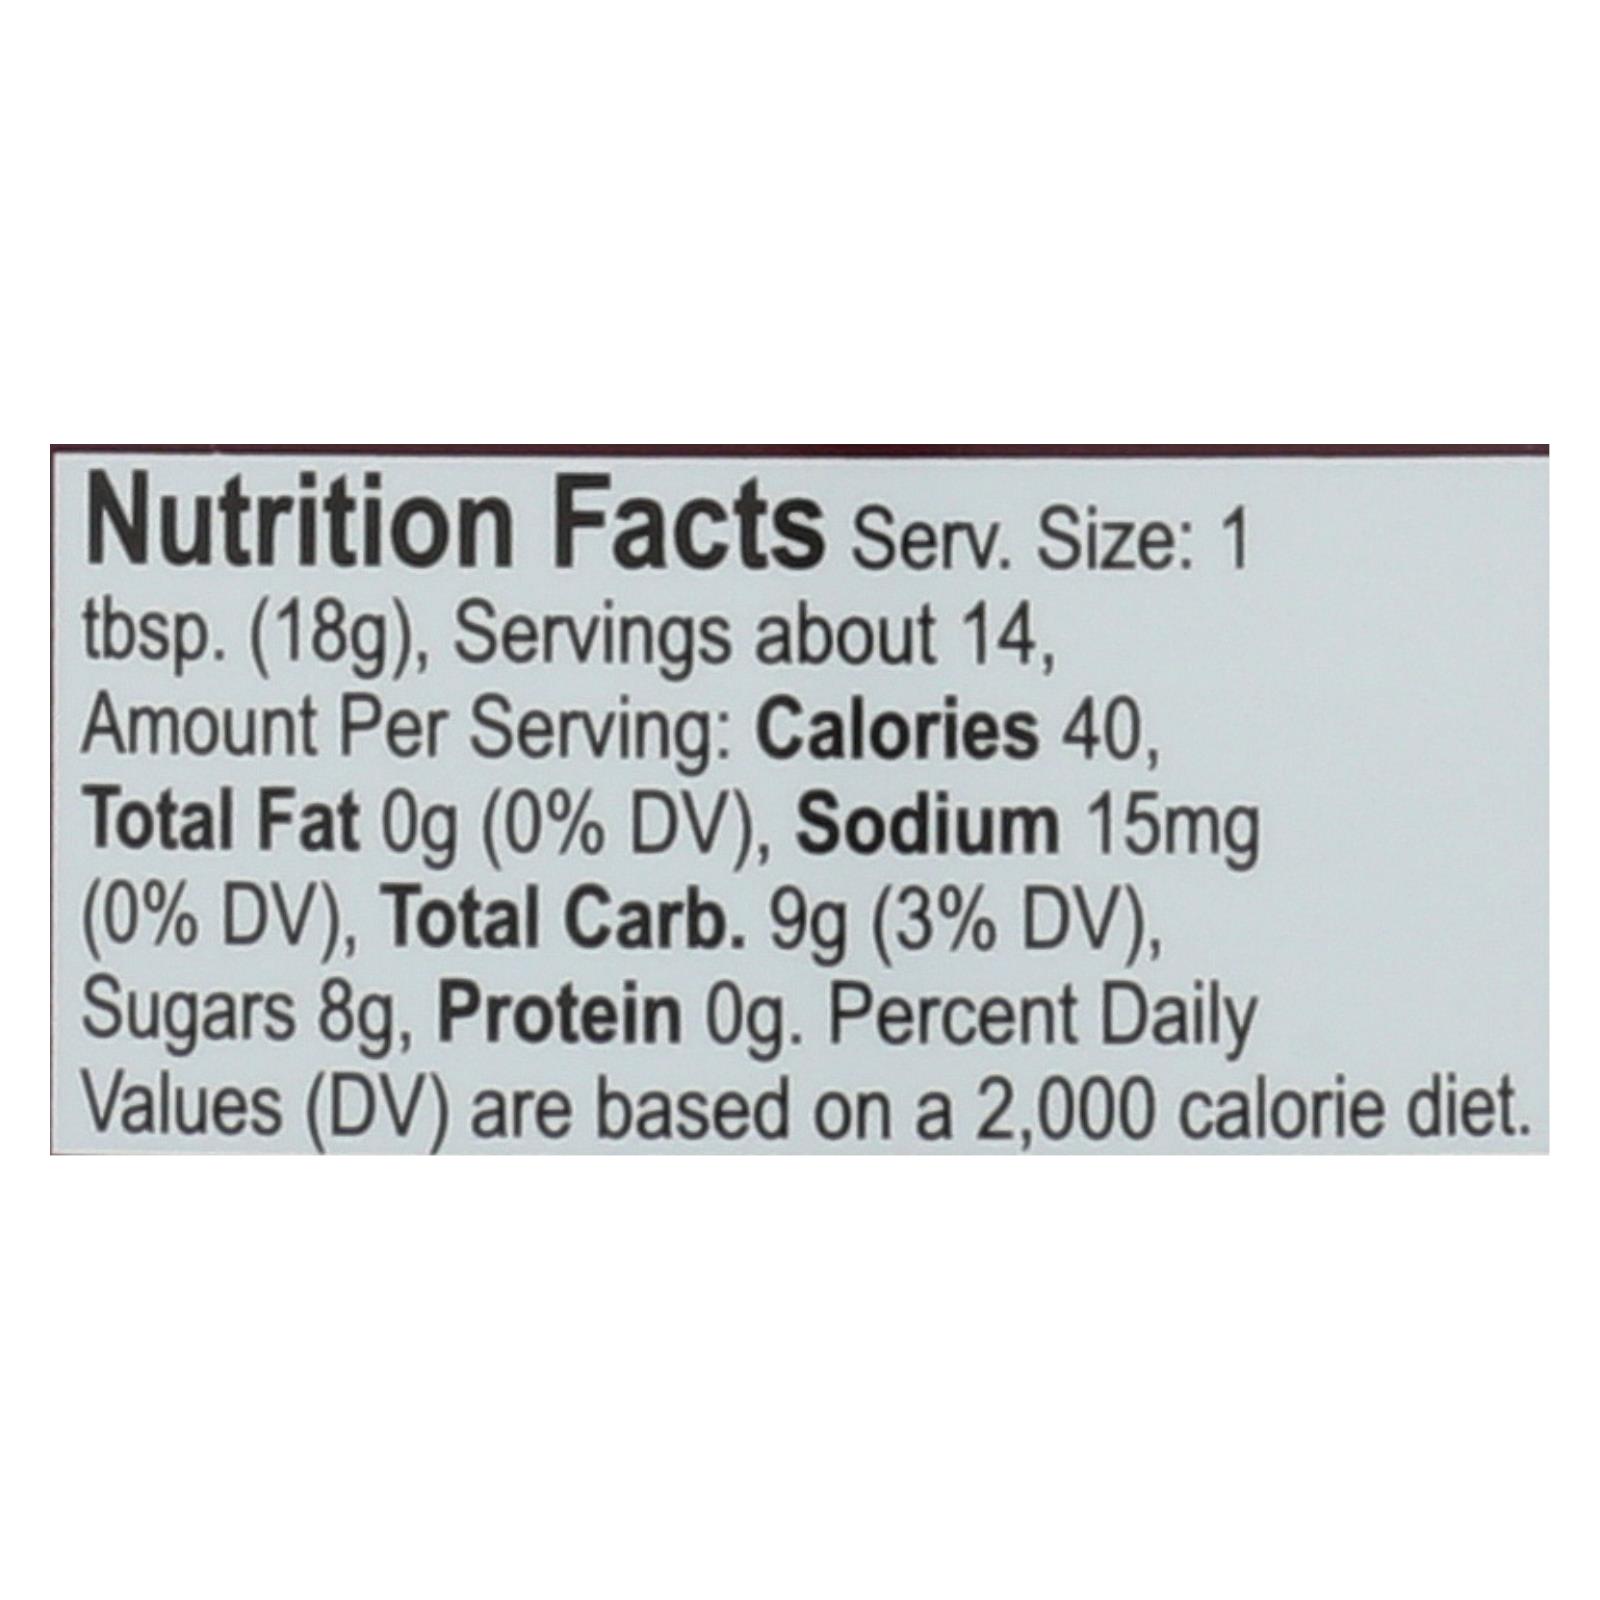 Nutrition Facts Serv. Size: 1
tbsp. (18g), Servings about 14,
Amount Per Serving: Calories 40,
Total Fat 0g (0% DV), Sodium 15mg
(0% DV), Total Carb. 9g (3% DV),
Sugars 8g, Protein 0g. Percent Daily
Values (DV) are based on a 2,000 calorie diet.